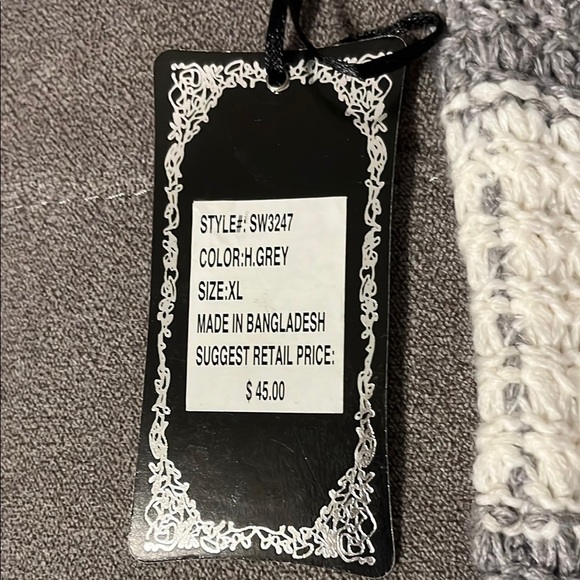 STYLE#: SW3247
COLOR:H.GREY
SIZE:XL
MADE IN BANGLADESH
SUGGEST RETAIL PRICE:
$ 45.00